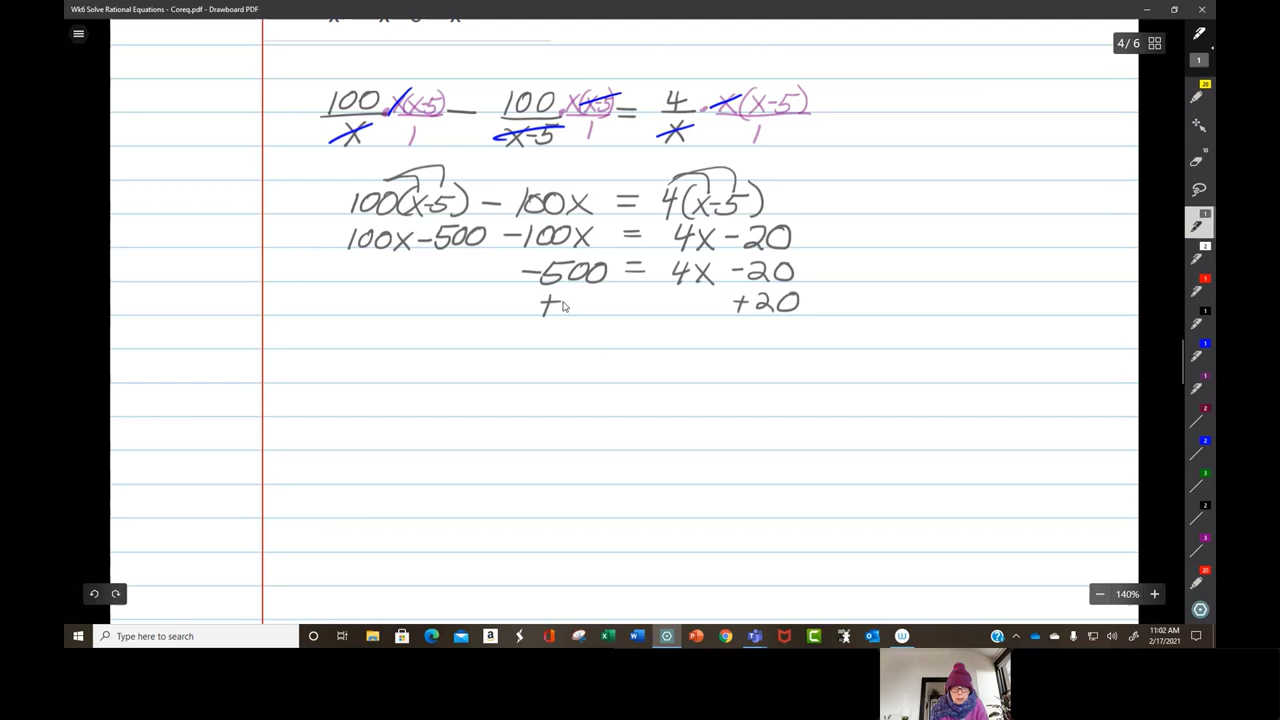 Wk6 Solve Rational Equations - Coreq.pdf - Drawboard PDF
4 / 6
100/x · x(x-5)/1 - 100/x-5 · x(x-5)/1 = 4/x · x(x-5)/1
100(x-5) - 100x = 4(x-5)
100x-500 -100x = 4x-20
-500 = 4x -20
+ +20
140%
Type here to search
11:02 AM
2/17/2021